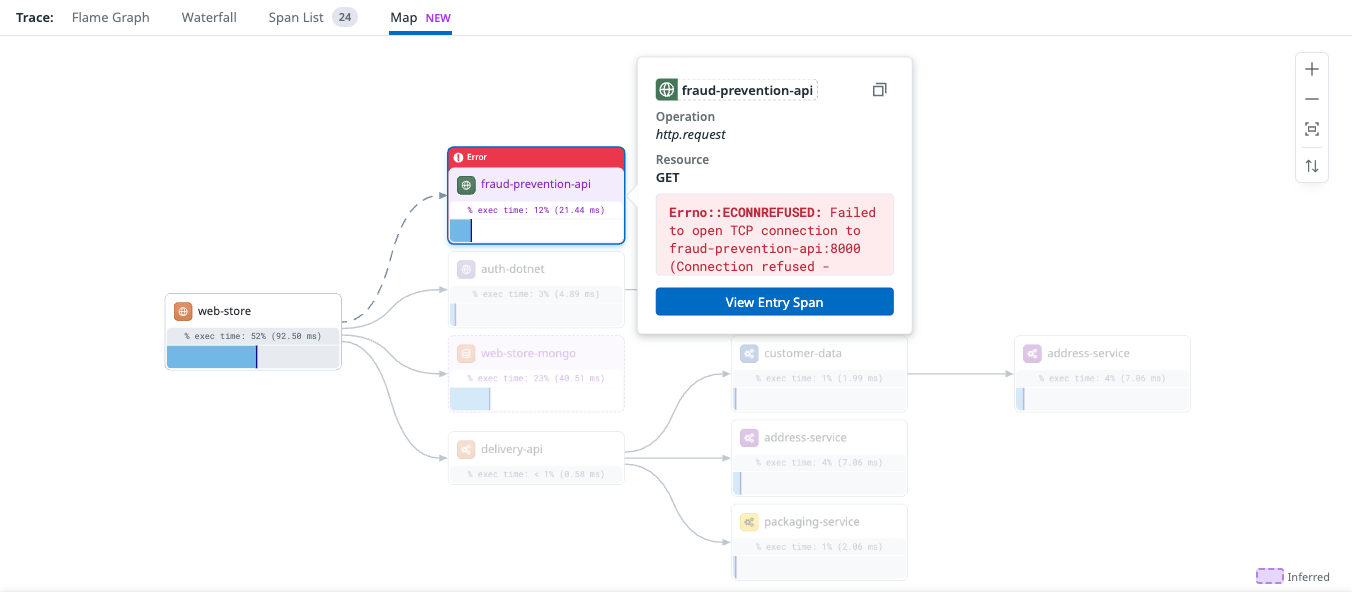 Trace: Flame Graph Waterfall Span List 24 Map NEW
fraud-prevention-api
Operation
http.request
Resource
GET
Errno::ECONNREFUSED: Failed
to open TCP connection to
fraud-prevention-api:8000
(Connection refused -
View Entry Span
Error
fraud-prevention-api
% exec time: 12% (21.44 ms)
auth-dotnet
% exec time: 3% (4.89 ms)
web-store
% exec time: 52% (92.50 ms)
web-store-mongo
% exec time: 23% (40.51 ms)
customer-data
% exec time: 1% (1.99 ms)
address-service
% exec time: 4% (7.06 ms)
delivery-api
% exec time: < 1% (0.58 ms)
address-service
% exec time: 4% (7.06 ms)
packaging-service
% exec time: 1% (2.06 ms)
Inferred